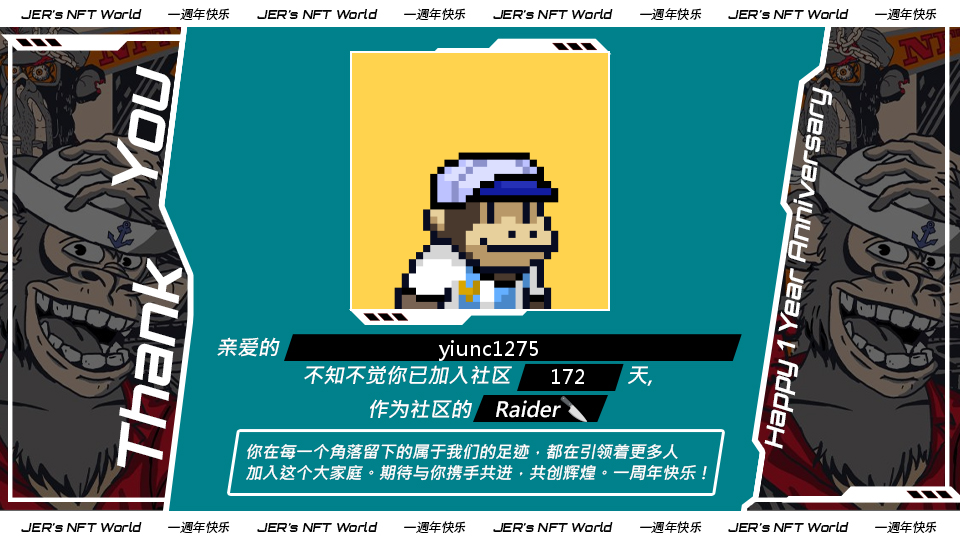 JER's NFT World 一週年快乐 JER's NFT World 一週年快乐 JER's NFT World 一週年快乐 JER's NFT World 一週年快乐
NFT
NFT
Thank You
Happy 1 Year Anniversary
亲爱的 yiunc1275
不知不觉你已加入社区 172 天,
作为社区的 Raider🔪
你在每一个角落留下的属于我们的足迹，都在引领着更多人
加入这个大家庭。期待与你携手共进，共创辉煌。一周年快乐！
JER's NFT World 一週年快乐 JER's NFT World 一週年快乐 JER's NFT World 一週年快乐 JER's NFT World 一週年快乐